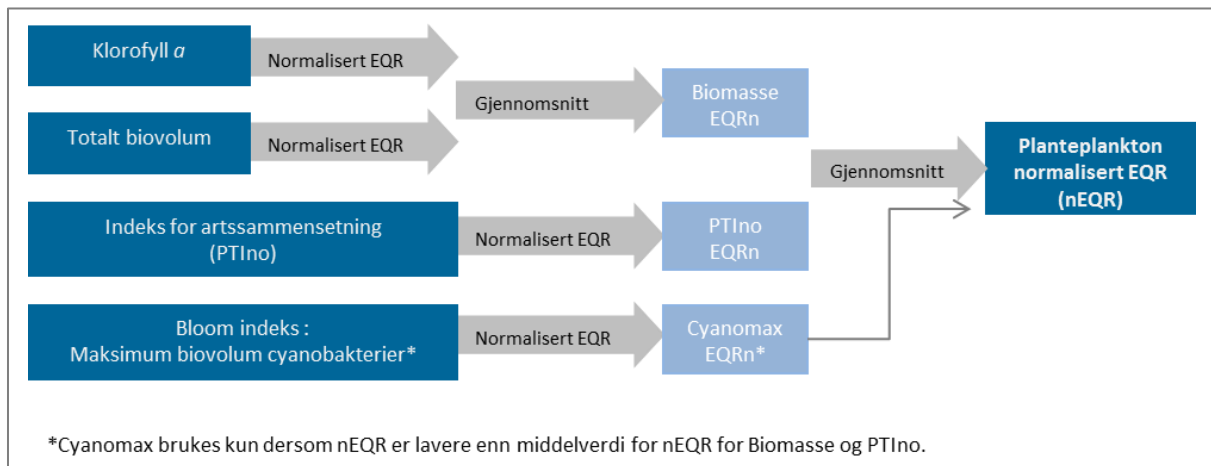 Klorofyll a
Normalisert EQR
Gjennomsnitt
Biomasse
EQRn
Totalt biovolum
Normalisert EQR
Gjennomsnitt
Planteplankton
normalisert EQR
(nEQR)
Indeks for artssammensetning
(PTIno)
Normalisert EQR
PTIno
EQRn
Bloom indeks :
Maksimum biovolum cyanobakterier*
Normalisert EQR
Cyanomax
EQRn*
*Cyanomax brukes kun dersom nEQR er lavere enn middelverdi for nEQR for Biomasse og PTIno.